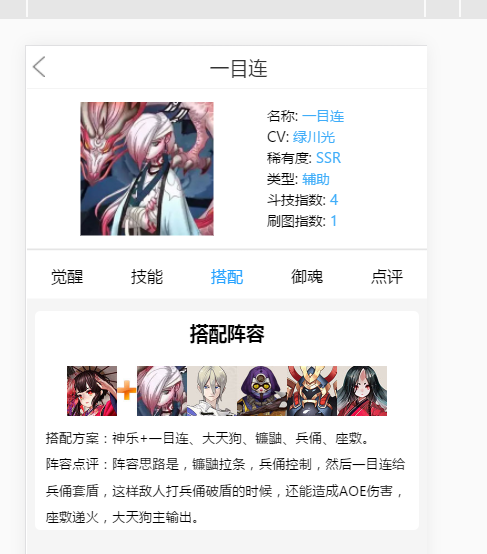 一目连
名称: 一目连
CV: 绿川光
稀有度: SSR
类型: 辅助
斗技指数: 4
刷图指数: 1
觉醒 技能 搭配 御魂 点评
搭配阵容
搭配方案：神乐+一目连、大天狗、镰鼬、兵俑、座敷。
阵容点评：阵容思路是，镰鼬拉条，兵俑控制，然后一目连给
兵俑套盾，这样敌人打兵俑破盾的时候，还能造成AOE伤害，
座敷递火，大天狗主输出。